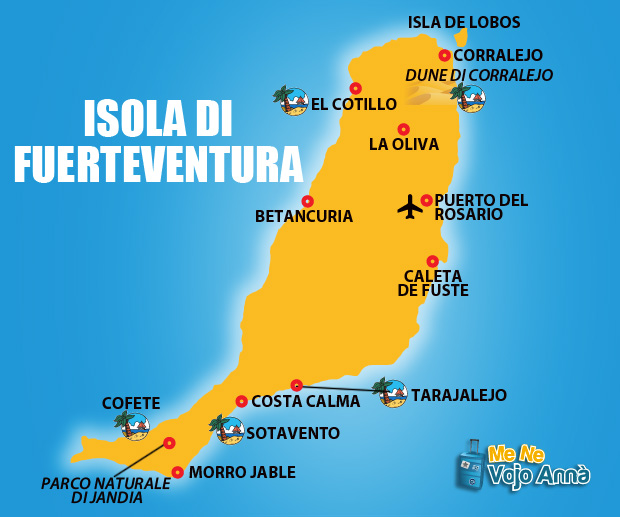 ISLA DE LOBOS
CORRALEJO
DUNE DI CORRALEJO
EL COTILLO
ISOLA DI
FUERTEVENTURA
LA OLIVA
PUERTO DEL
ROSARIO
BETANCURIA
CALETA
DE FUSTE
TARAJALEJO
COSTA CALMA
COFETE
SOTAVENTO
MORRO JABLE
PARCO NATURALE
DI JANDIA
Me Ne
Vojo Annà